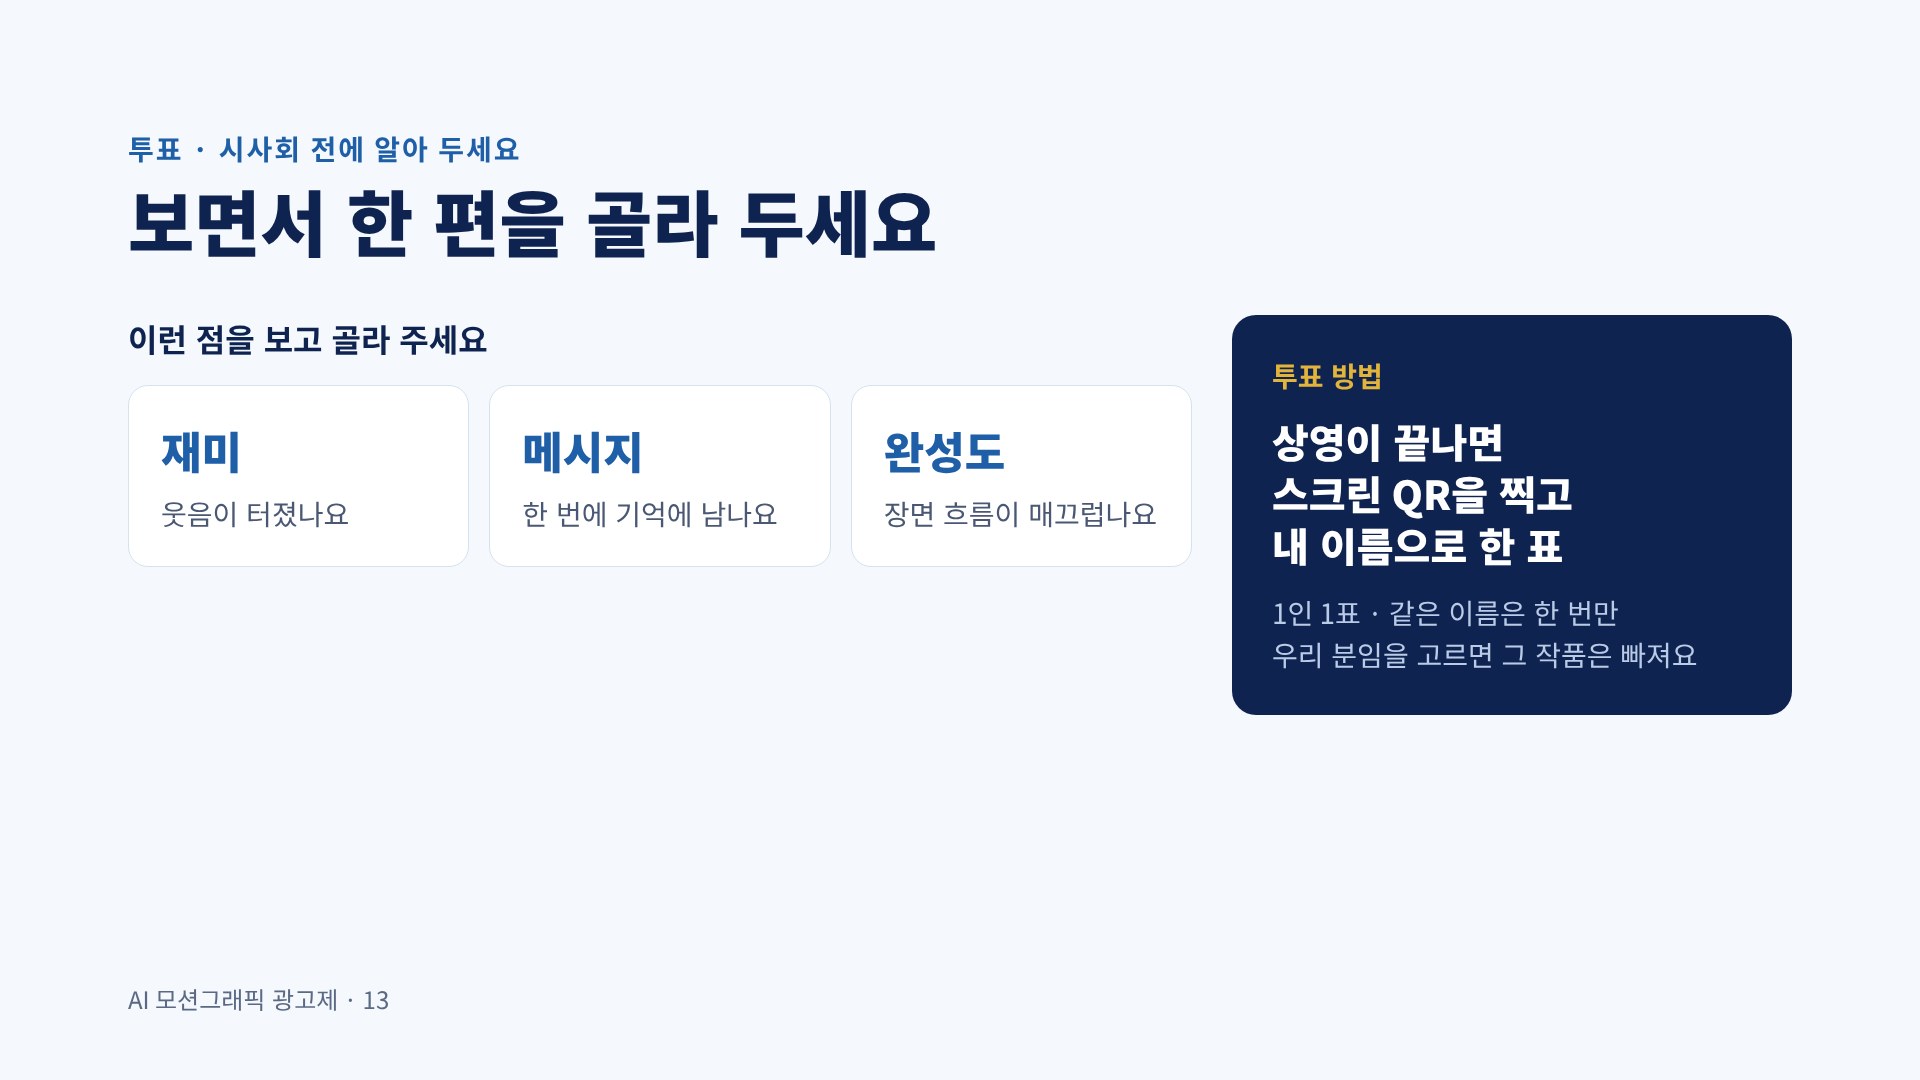 투표 · 시사회 전에 알아 두세요
보면서 한 편을 골라 두세요
이런 점을 보고 골라 주세요
재미
웃음이 터졌나요
메시지
한 번에 기억에 남나요
완성도
장면 흐름이 매끄럽나요
투표 방법
상영이 끝나면
스크린 QR을 찍고
내 이름으로 한 표
1인 1표 · 같은 이름은 한 번만
우리 분임을 고르면 그 작품은 빠져요
AI 모션그래픽 광고제 · 13